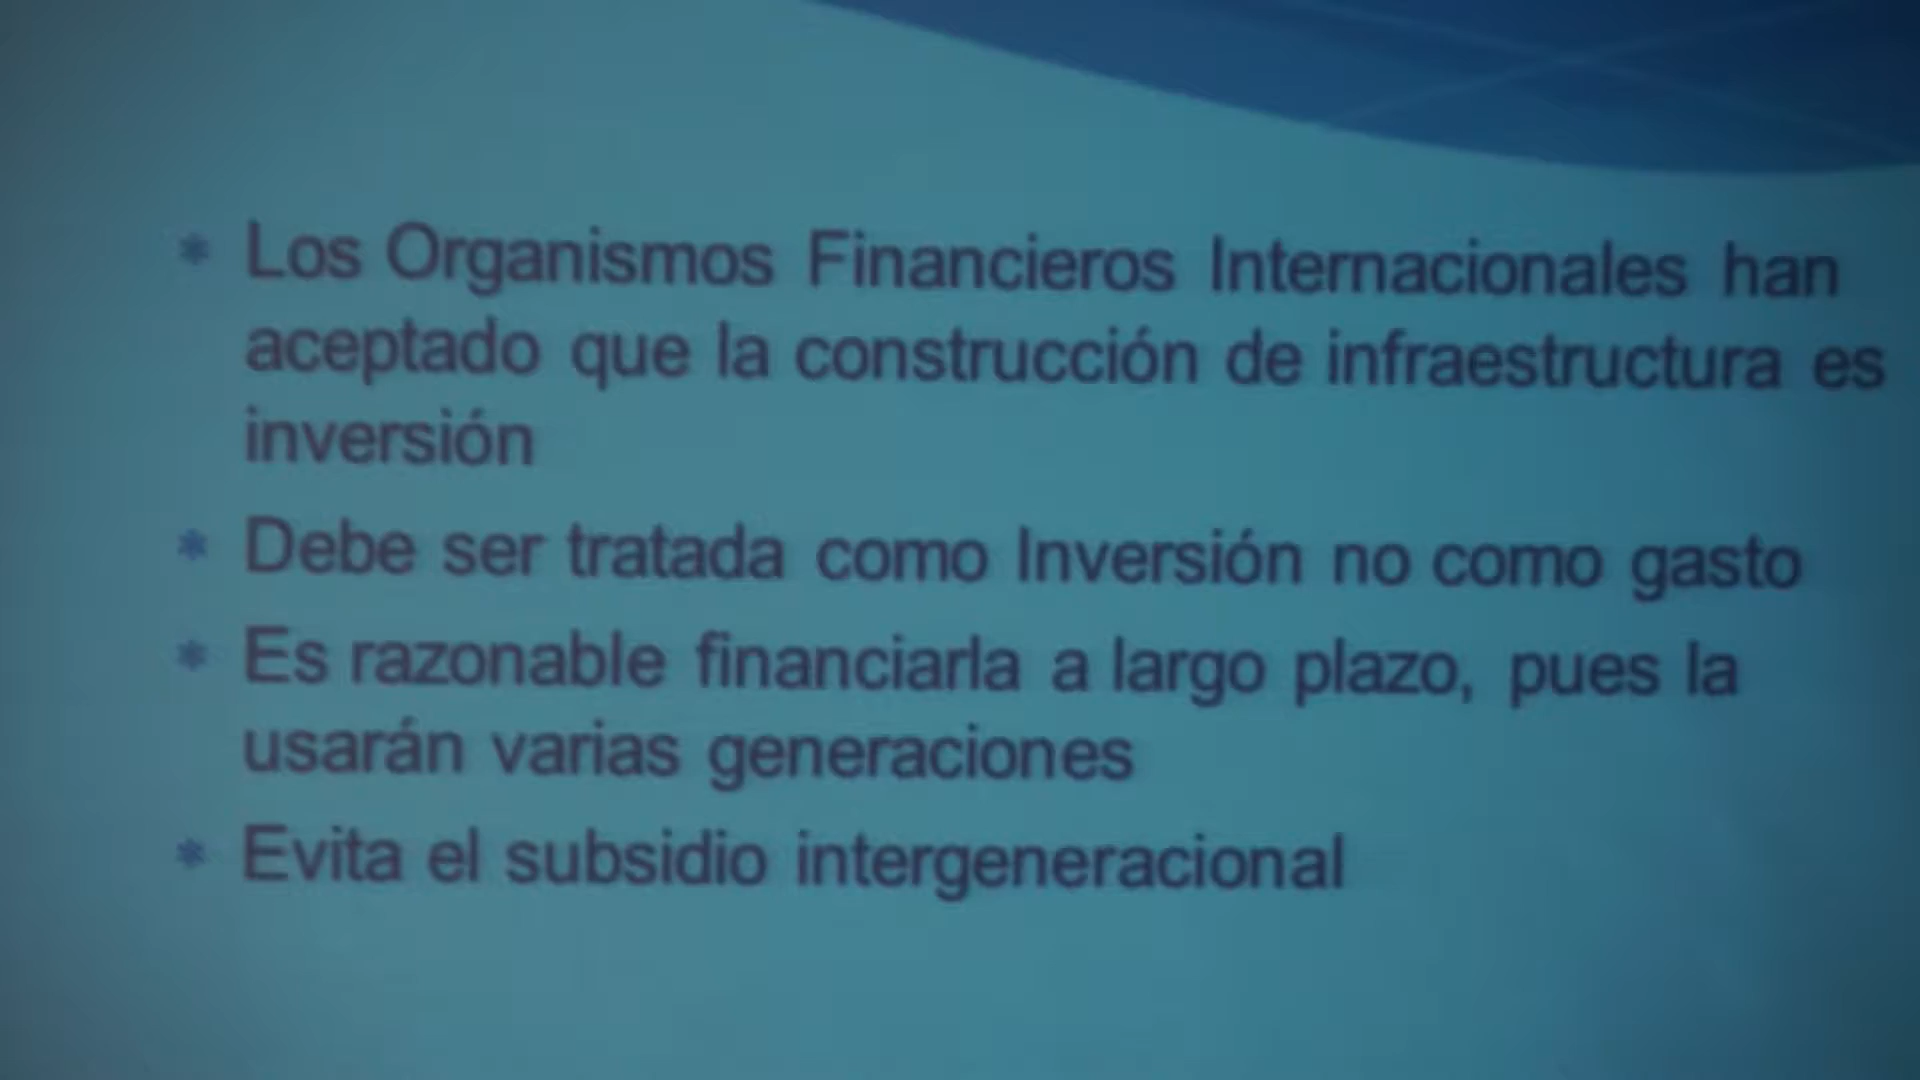 * Los Organismos Financieros Internacionales han
aceptado que la construcción de infraestructura es
inversión
* Debe ser tratada como Inversión no como gasto
* Es razonable financiarla a largo plazo, pues la
usarán varias generaciones
* Evita el subsidio intergeneracional